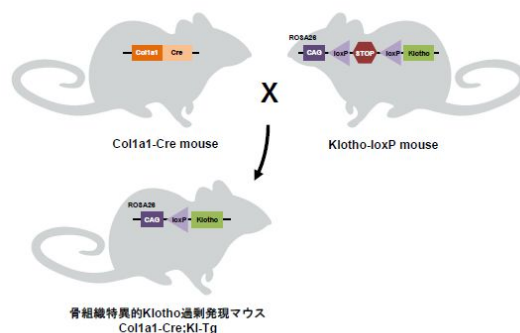 Col1a1
Cre
Col1a1-Cre mouse
X
ROSA26
CAG
loxP
STOP
loxP
Klotho
Klotho-loxP mouse
ROSA26
CAG
loxP
Klotho
骨組織特異的Klotho過剰発現マウス
Col1a1-Cre;Kl-Tg